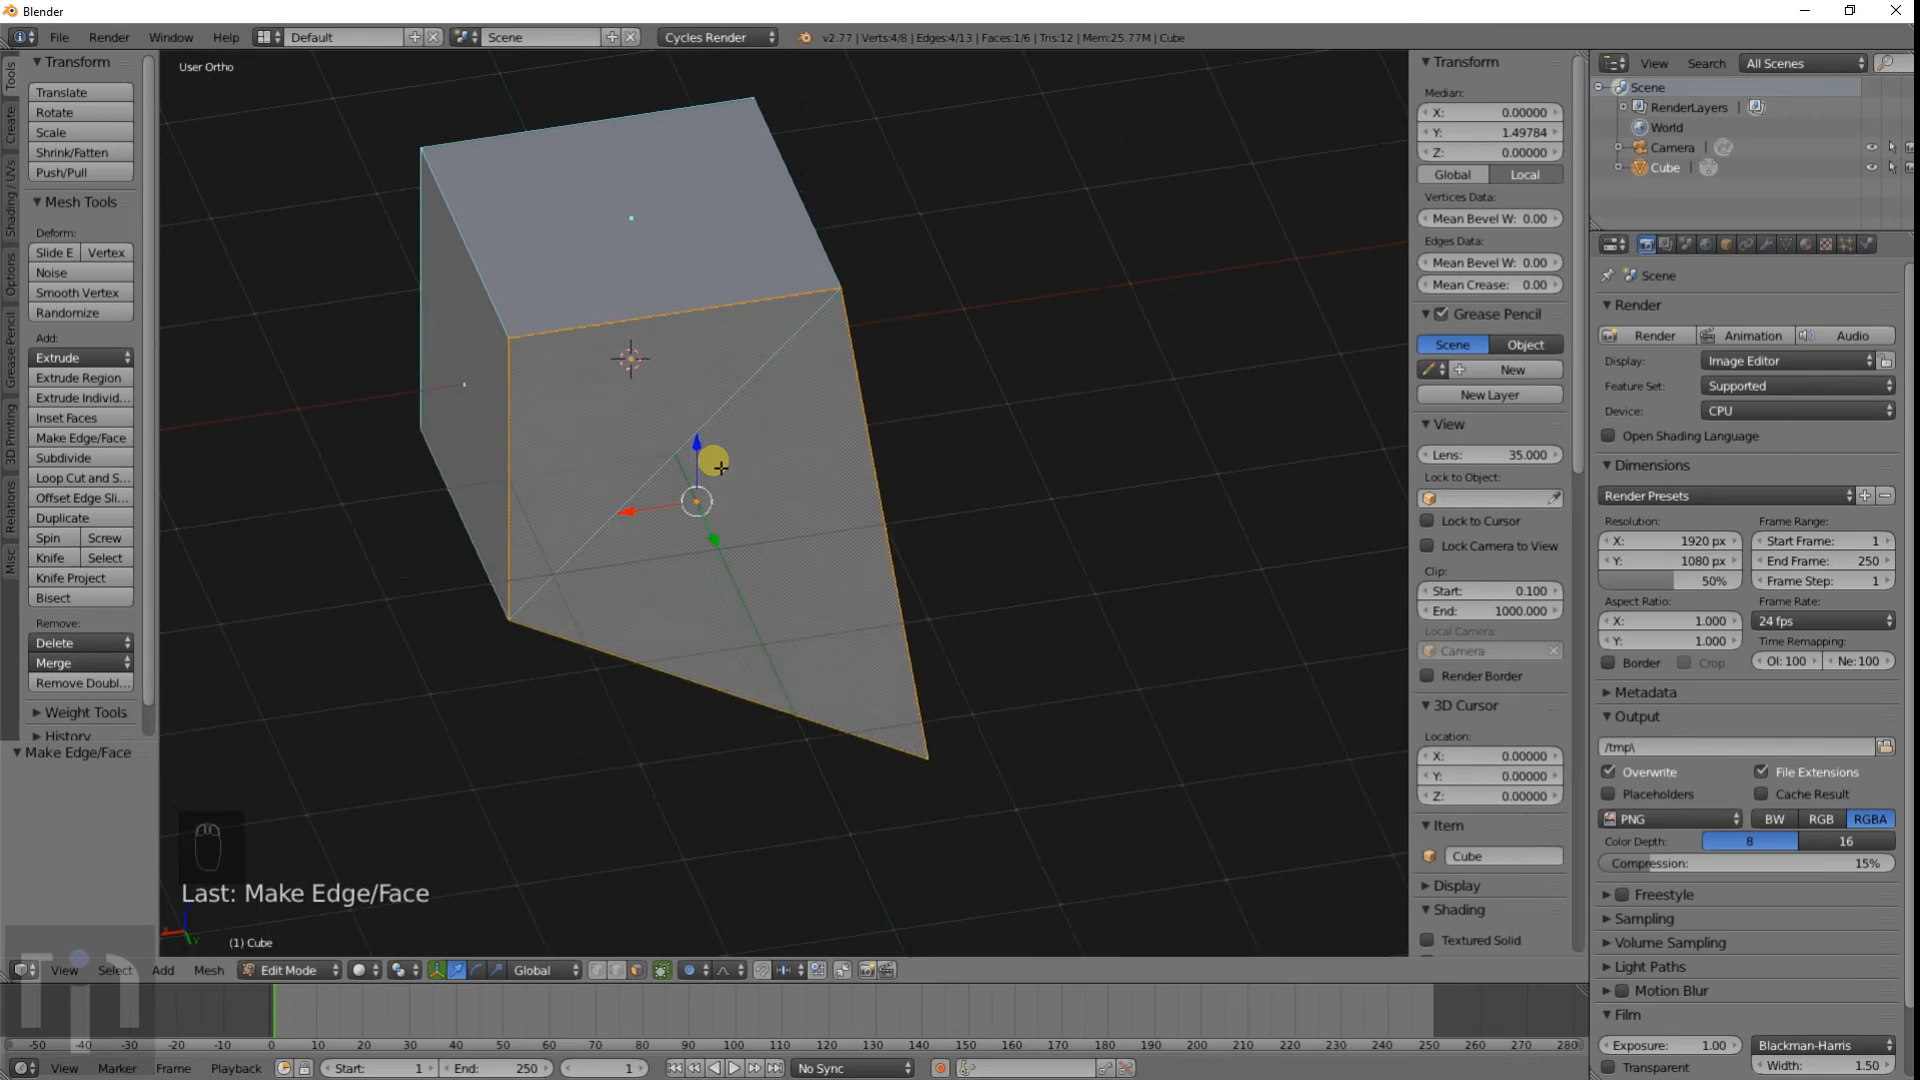 Blender
File Render Window Help Default Scene Cycles Render v2.77 | Verts:4/8 | Edges:4/13 | Faces:1/6 | Tris:12 | Mem:25.77M | Cube
Tools
Create
Shading / UVs
Options
Grease Pencil
3D Printing
Relations
Misc
Transform
Translate
Rotate
Scale
Shrink/Fatten
Push/Pull
Mesh Tools
Deform:
Slide E Vertex
Noise
Smooth Vertex
Randomize
Add:
Extrude
Extrude Region
Extrude Individ...
Inset Faces
Make Edge/Face
Subdivide
Loop Cut and S...
Offset Edge Sli...
Duplicate
Spin Screw
Knife Select
Knife Project
Bisect
Remove:
Delete
Merge
Remove Doubl...
Weight Tools
History
Make Edge/Face
User Ortho
Last: Make Edge/Face
(1) Cube
Transform
Median:
X: 0.00000
Y: 1.49784
Z: 0.00000
Global Local
Vertices Data:
Mean Bevel W: 0.00
Edges Data:
Mean Bevel W: 0.00
Mean Crease: 0.00
Grease Pencil
Scene Object
New
New Layer
View
Lens: 35.000
Lock to Object:
Lock to Cursor
Lock Camera to View
Clip:
Start: 0.100
End: 1000.000
Local Camera:
Camera
Render Border
3D Cursor
Location:
X: 0.00000
Y: 0.00000
Z: 0.00000
Item
Cube
Display
Shading
Textured Solid
View Search All Scenes
Scene
RenderLayers |
World
Camera |
Cube |
Scene
Render
Render Animation Audio
Display: Image Editor
Feature Set: Supported
Device: CPU
Open Shading Language
Dimensions
Render Presets
Resolution: Frame Range:
X: 1920 px Start Frame: 1
Y: 1080 px End Frame: 250
50% Frame Step: 1
Aspect Ratio: Frame Rate:
X: 1.000 24 fps
Y: 1.000 Time Remapping:
Border Crop Ol: 100 Ne: 100
Metadata
Output
/tmp\
Overwrite File Extensions
Placeholders Cache Result
PNG BW RGB RGBA
Color Depth: 8 16
Compression: 15%
Freestyle
Sampling
Volume Sampling
Light Paths
Motion Blur
Film
Exposure: 1.00 Blackman-Harris
Transparent Width: 1.50
View Select Add Mesh Edit Mode Global
-50 -40 -30 -20 -10 0 10 20 30 40 50 60 70 80 90 100 110 120 130 140 150 160 170 180 190 200 210 220 230 240 250 260 270 280
View Marker Frame Playback Start: 1 End: 250 1 No Sync